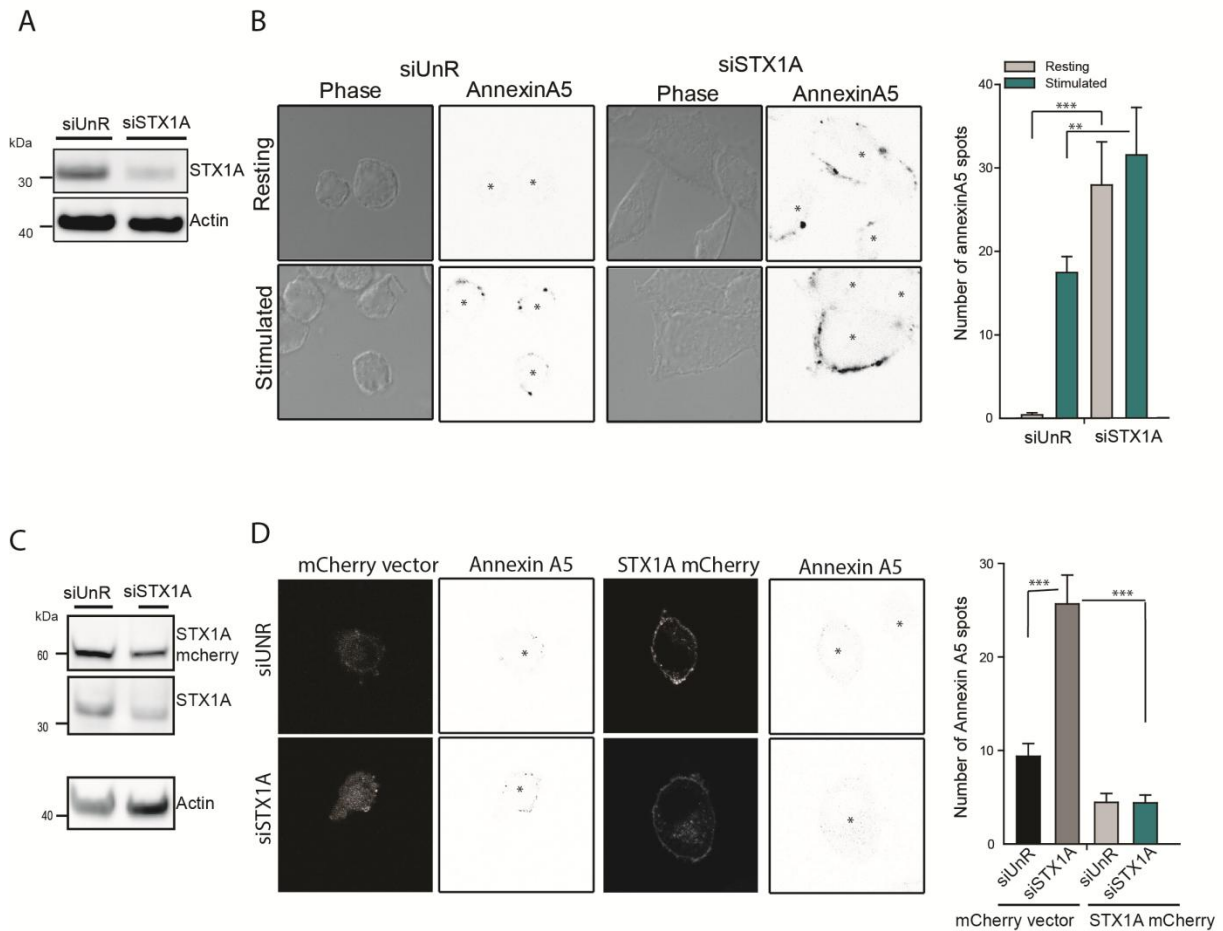 A
siUnR siSTX1A
kDa
30
STX1A
40
Actin
B
siUnR siSTX1A
Phase AnnexinA5 Phase AnnexinA5
Resting
* * * * *
Stimulated
* * * * * *
Resting
Stimulated
***
**
Number of annexinA5 spots
40
30
20
10
0
siUnR siSTX1A
C
siUnR siSTX1A
kDa
60
STX1A
mcherry
STX1A
30
40
Actin
D
mCherry vector Annexin A5 STX1A mCherry Annexin A5
siUNR
* * *
siSTX1A
* *
***
***
Number of Annexin A5 spots
30
20
10
0
siUnR siSTX1A siUnR siSTX1A
mCherry vector STX1A mCherry